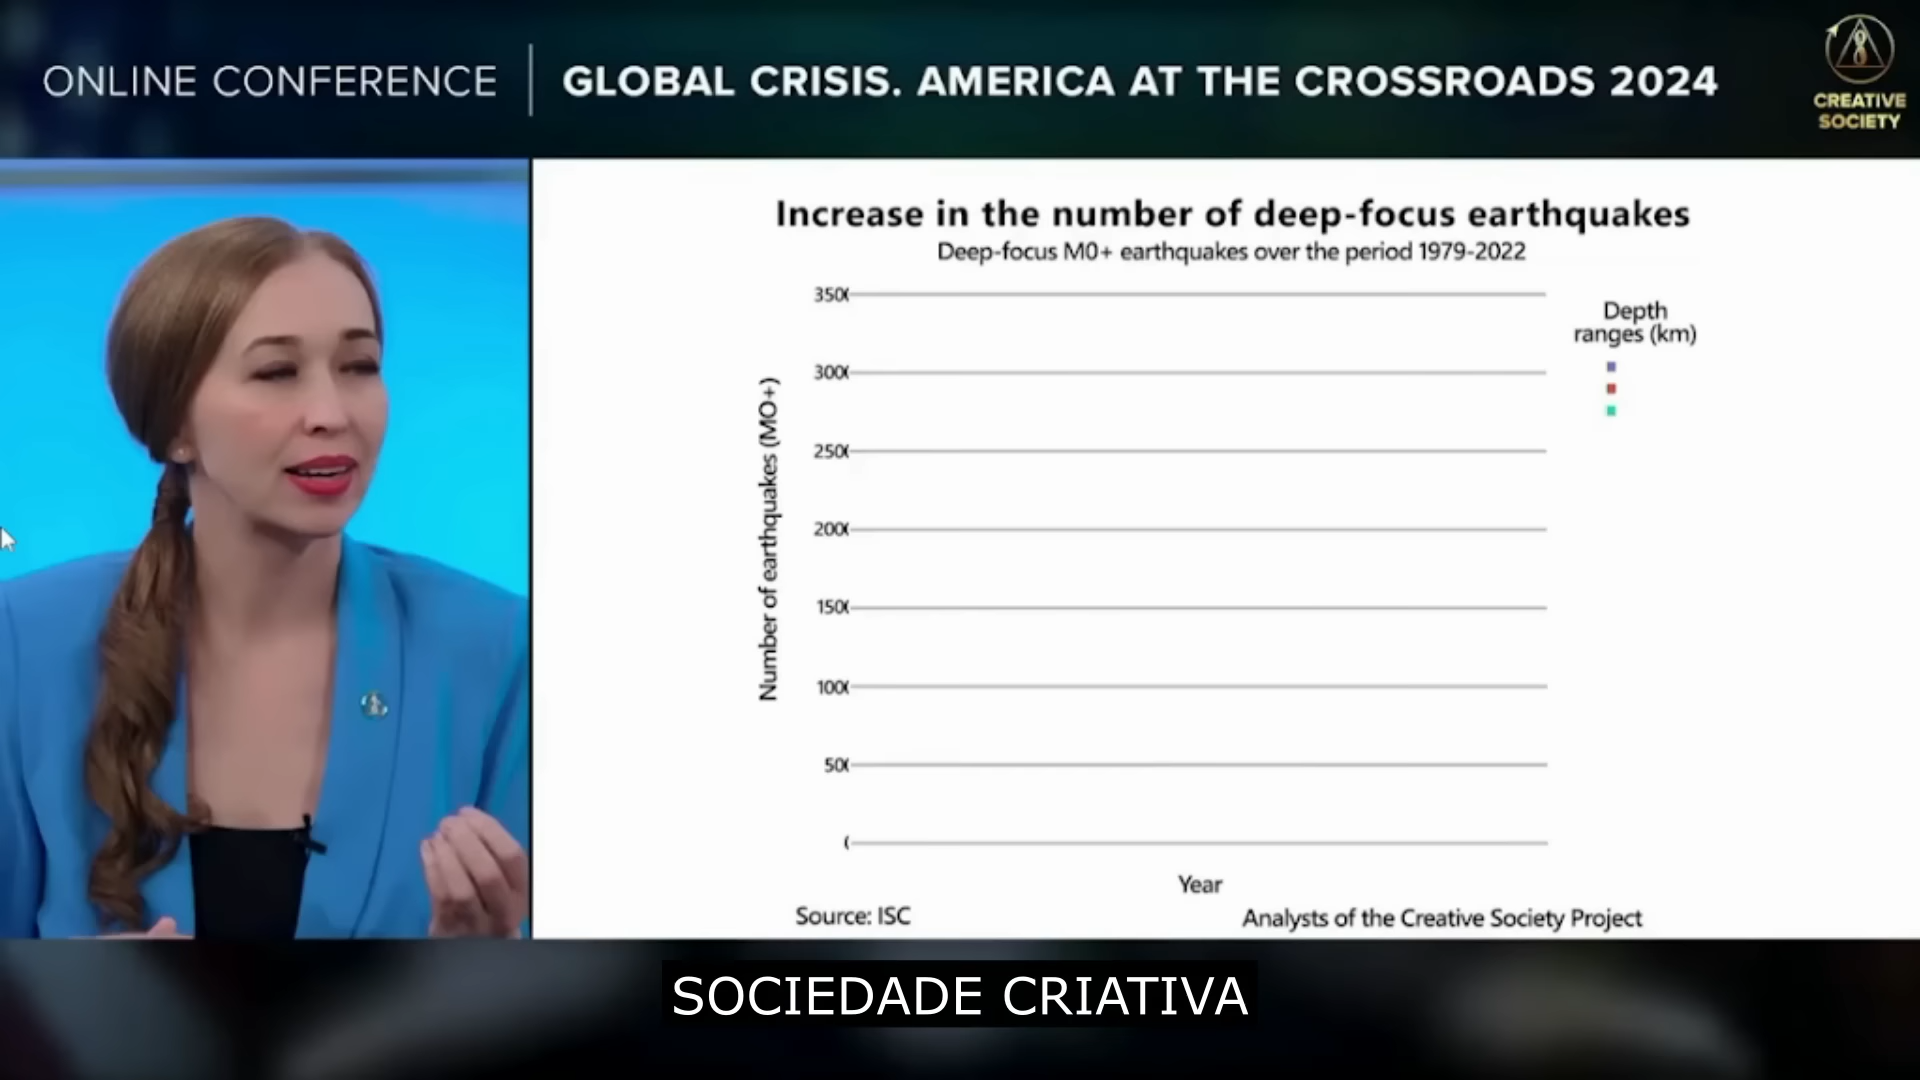 ONLINE CONFERENCE
GLOBAL CRISIS. AMERICA AT THE CROSSROADS 2024
CREATIVE
SOCIETY
Increase in the number of deep-focus earthquakes
Deep-focus M0+ earthquakes over the period 1979-2022
Number of earthquakes (MO+)
350
300
250
200
150
100
50
Depth
ranges (km)
Year
Source: ISC
Analysts of the Creative Society Project
SOCIEDADE CRIATIVA